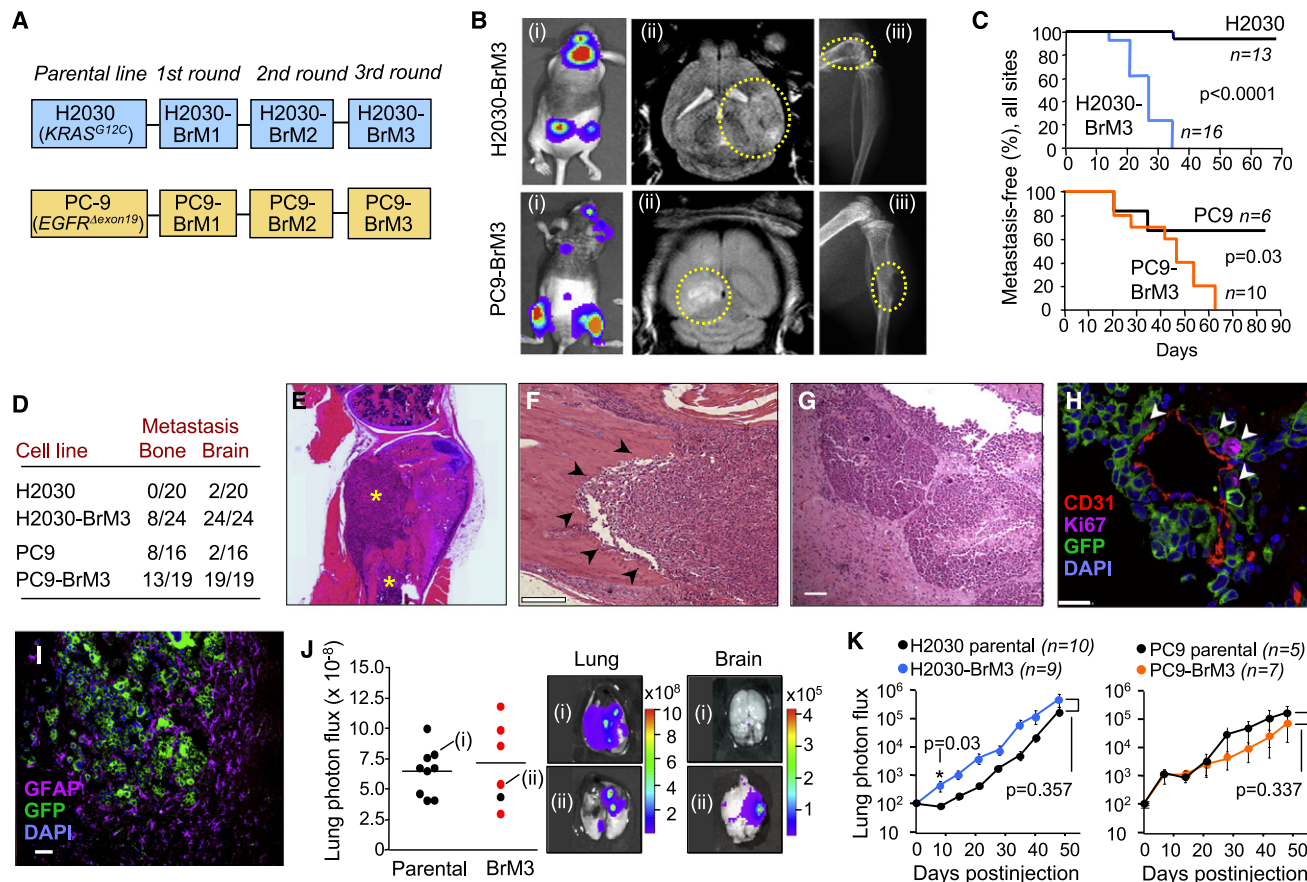 A
Parental line 1st round 2nd round 3rd round
H2030 (KRASG12C) H2030-BrM1 H2030-BrM2 H2030-BrM3
PC-9 (EGFRΔexon19) PC9-BrM1 PC9-BrM2 PC9-BrM3
B
H2030-BrM3
(i) (ii) (iii)
PC9-BrM3
(i) (ii) (iii)
C
Metastasis-free (%), all sites
100
80
60
40
20
0
H2030
n=13
p<0.0001
H2030-
BrM3
n=16
0 10 20 30 40 50 60 70 80
100
80
60
40
20
0
PC9 n=6
p=0.03
PC9-
BrM3
n=10
0 10 20 30 40 50 60 70 80 90
Days
D
Metastasis
Cell line Bone Brain
H2030 0/20 2/20
H2030-BrM3 8/24 24/24
PC9 8/16 2/16
PC9-BrM3 13/19 19/19
E
*
*
F
G
H
CD31
Ki67
GFP
DAPI
I
GFAP
GFP
DAPI
J
Lung photon flux (x 10-8)
15.0
12.5
10.0
7.5
5.0
2.5
0
(i)
(ii)
Parental BrM3
Lung
(i)
(ii)
x108
10
8
6
4
2
Brain
(i)
(ii)
x105
4
3
2
1
K
H2030 parental (n=10)
H2030-BrM3 (n=9)
Lung photon flux
106
105
104
103
102
10
p=0.03
*
p=0.357
0 10 20 30 40 50
Days postinjection
PC9 parental (n=5)
PC9-BrM3 (n=7)
106
105
104
103
102
10
p=0.337
0 10 20 30 40 50
Days postinjection